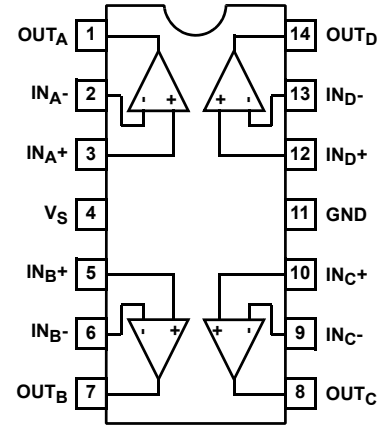 OUTA 1 14 OUTD
INA- 2 13 IND-
- + + -
INA+ 3 12 IND+
VS 4 11 GND
INB+ 5 10 INC+
INB- 6 9 INC-
- + + -
OUTB 7 8 OUTC